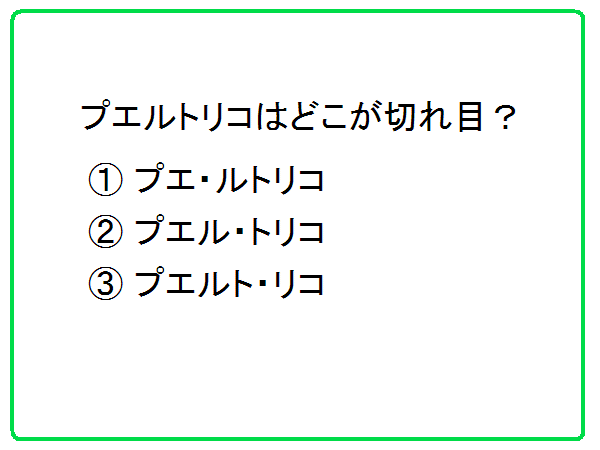 プエルトリコはどこが切れ目？
① プエ・ルトリコ
② プエル・トリコ
③ プエルト・リコ